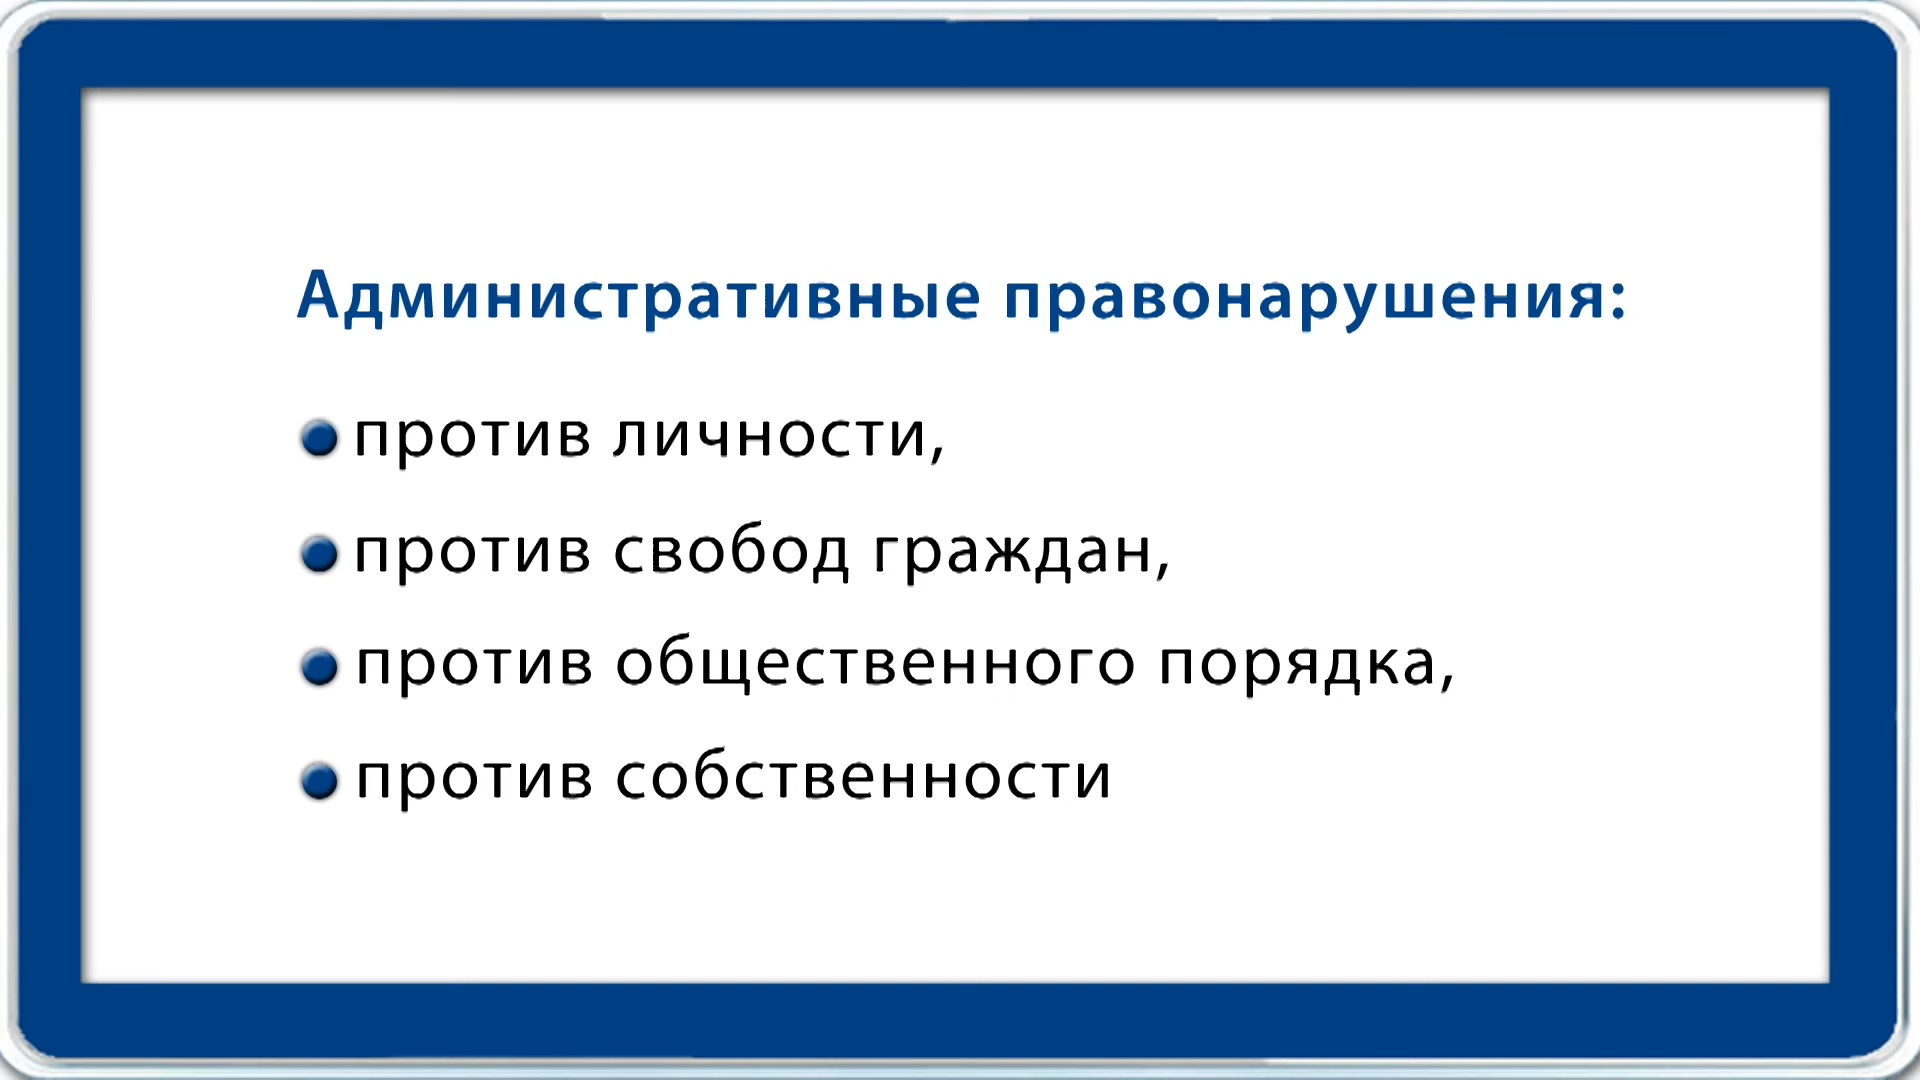 Административные правонарушения:
против личности,
против свобод граждан,
против общественного порядка,
против собственности